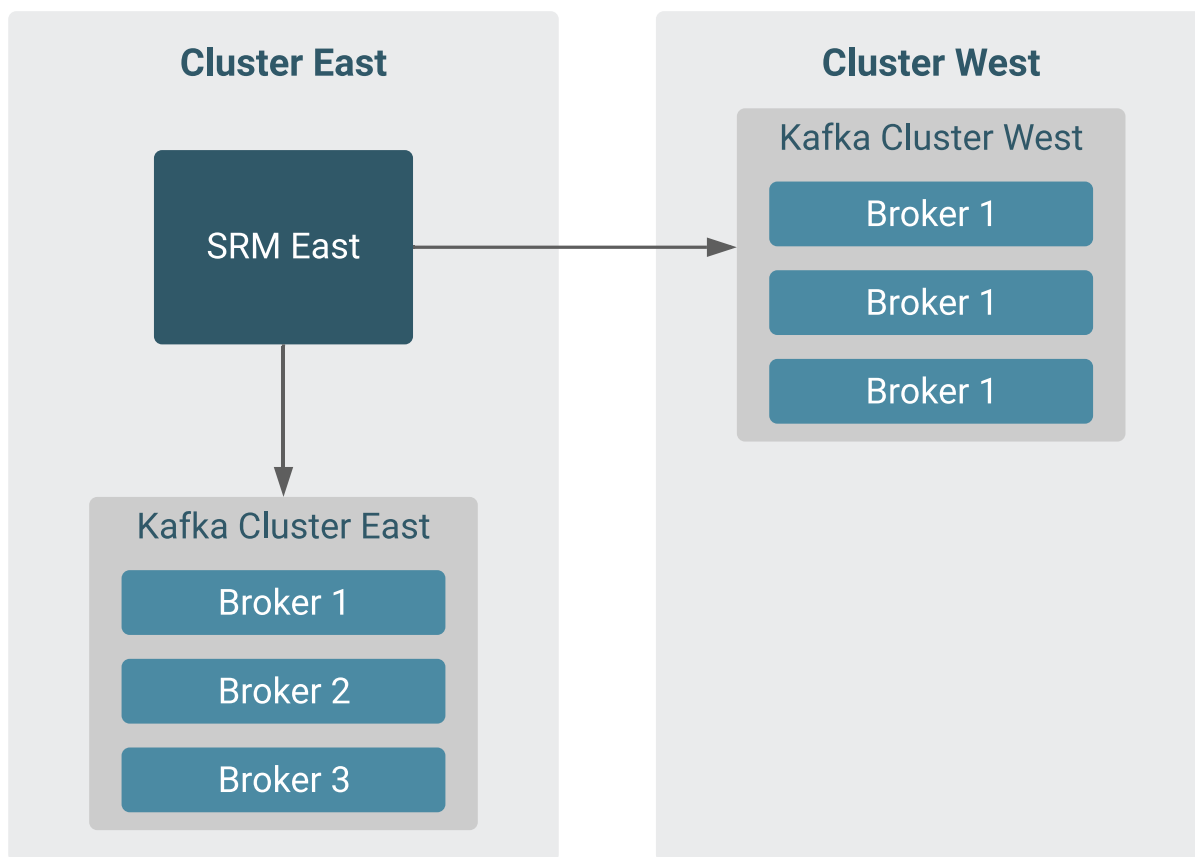 Cluster East
SRM East
Kafka Cluster East
Broker 1
Broker 2
Broker 3
Cluster West
Kafka Cluster West
Broker 1
Broker 1
Broker 1